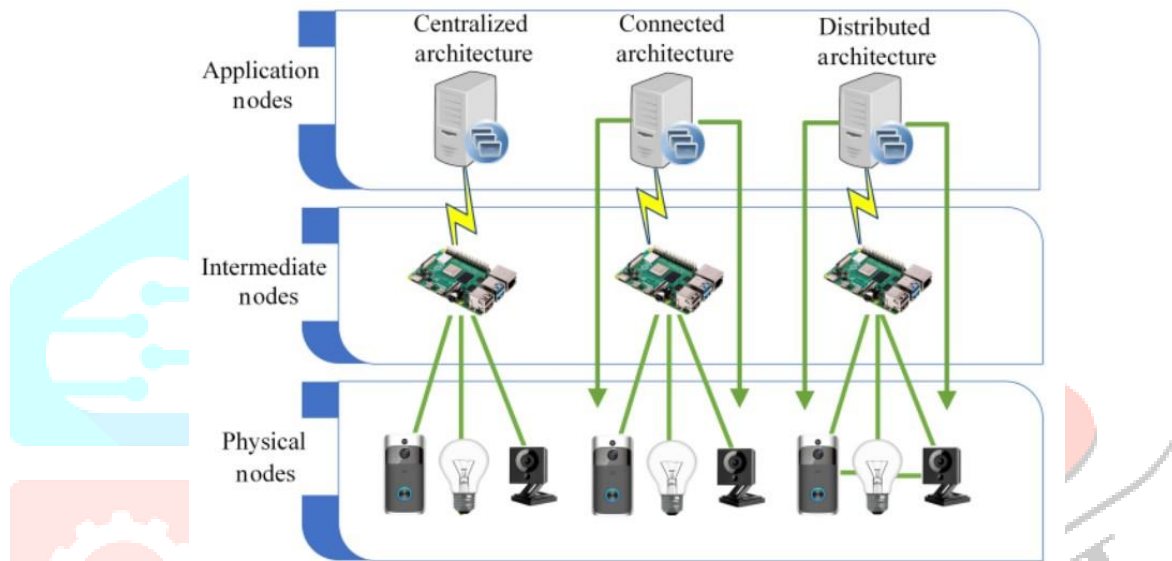 Centralized
architecture
Connected
architecture
Distributed
architecture
Application
nodes
Intermediate
nodes
Physical
nodes